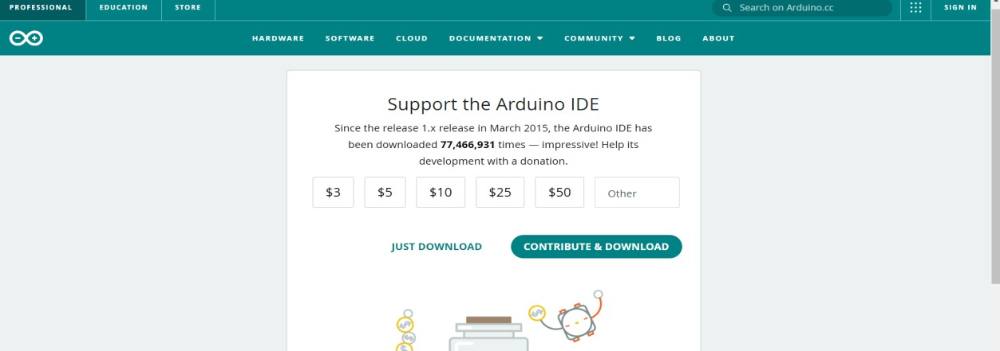 PROFESSIONAL EDUCATION STORE Search on Arduino.cc SIGN IN
HARDWARE SOFTWARE CLOUD DOCUMENTATION COMMUNITY BLOG ABOUT
Support the Arduino IDE
Since the release 1.x release in March 2015, the Arduino IDE has
been downloaded 77,466,931 times — impressive! Help its
development with a donation.
$3 $5 $10 $25 $50 Other
JUST DOWNLOAD CONTRIBUTE & DOWNLOAD